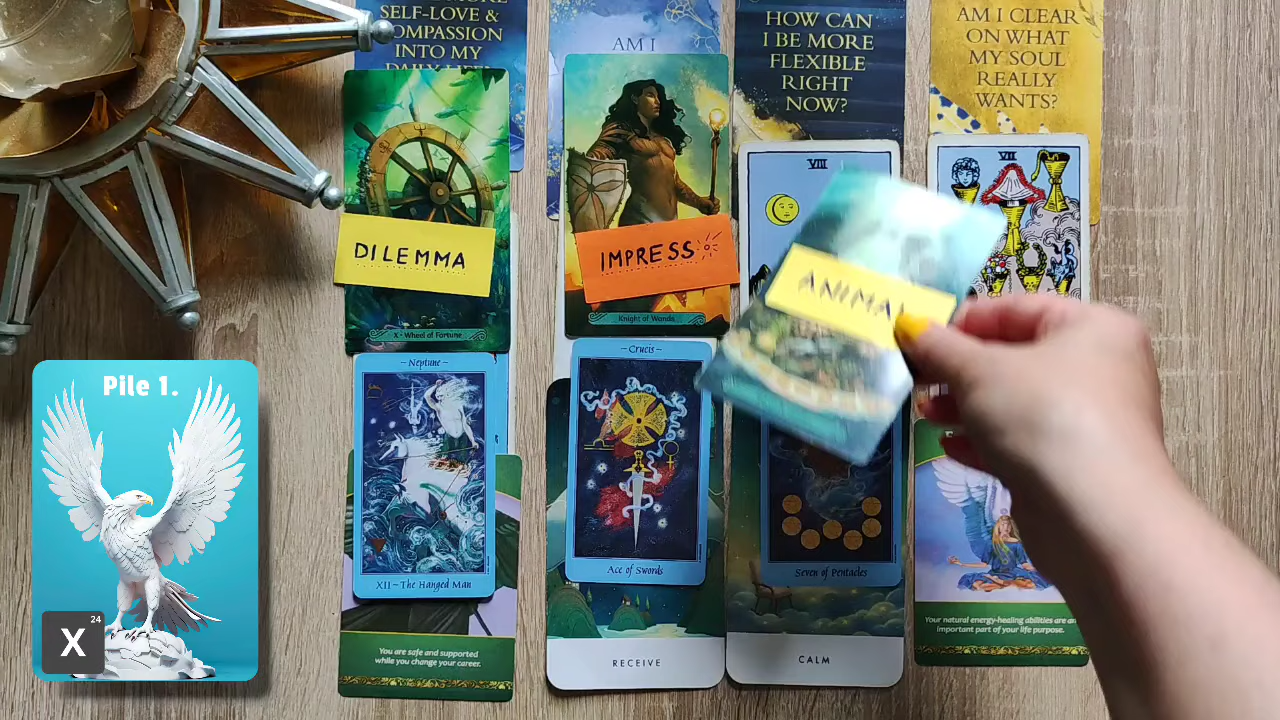 SELF-LOVE &
COMPASSION
INTO MY
DAILY LIFE?
AM I
HOW CAN
I BE MORE
FLEXIBLE
RIGHT
NOW?
AM I CLEAR
ON WHAT
MY SOUL
REALLY
WANTS?
DILEMMA
X - Wheel of Fortune
IMPRESS
Knight of Wands
VIII
VII
ANIMAL
Pile 1.
X
24
~ Neptune ~
XII ~ The Hanged Man
You are safe and supported
while you change your career.
~ Crucis ~
Ace of Swords
RECEIVE
Seven of Pentacles
CALM
Your natural energy-healing abilities are an
important part of your life purpose.